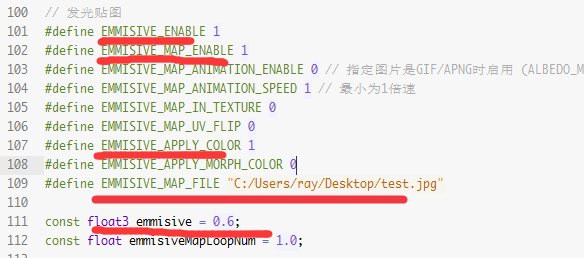 100 // 发光贴图
101 #define EMMISIVE_ENABLE 1
102 #define EMMISIVE_MAP_ENABLE 1
103 #define EMMISIVE_MAP_ANIMATION_ENABLE 0 // 指定图片是GIF/APNG时启用 (ALBEDO_M
104 #define EMMISIVE_MAP_ANIMATION_SPEED 1 // 最小为1倍速
105 #define EMMISIVE_MAP_IN_TEXTURE 0
106 #define EMMISIVE_MAP_UV_FLIP 0
107 #define EMMISIVE_APPLY_COLOR 1
108 #define EMMISIVE_APPLY_MORPH_COLOR 0
109 #define EMMISIVE_MAP_FILE "C:/Users/ray/Desktop/test.jpg"
110
111 const float3 emmisive = 0.6;
112 const float emmisiveMapLoopNum = 1.0;